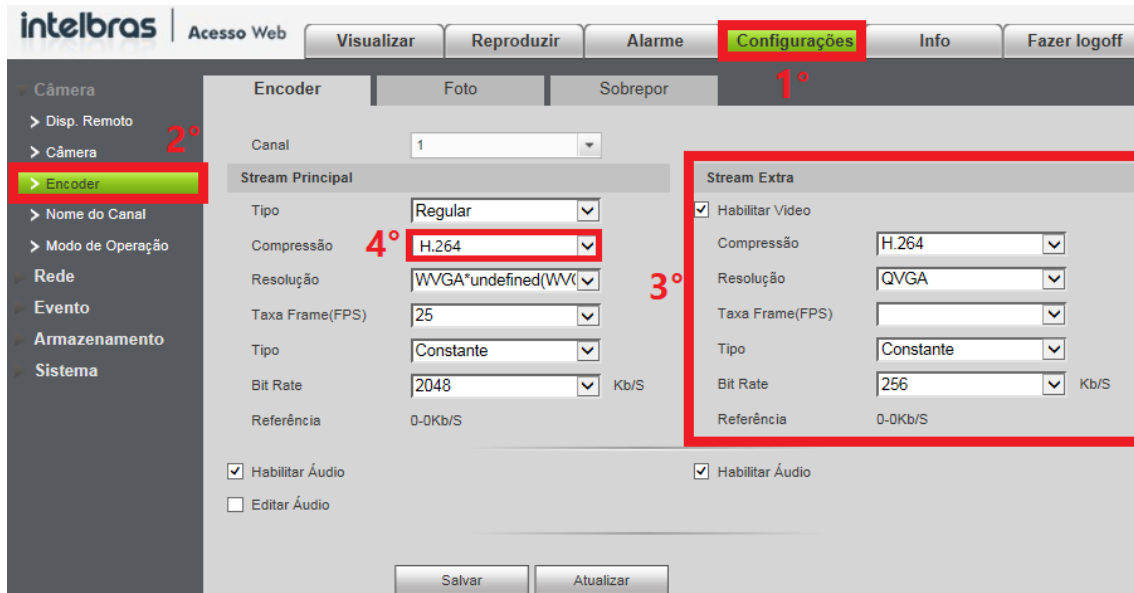 intelbras Acesso Web Visualizar Reproduzir Alarme Configurações Info Fazer logoff
1°
Câmera
> Disp. Remoto
2°
> Câmera
> Encoder
> Nome do Canal
> Modo de Operação
Rede
Evento
Armazenamento
Sistema
Encoder Foto Sobrepor
Canal 1
Stream Principal
Tipo Regular
Compressão 4° H.264
Resolução WVGA*undefined(WV
Taxa Frame(FPS) 25
Tipo Constante
Bit Rate 2048 Kb/S
Referência 0-0Kb/S
Habilitar Áudio
Editar Áudio
3°
Stream Extra
Habilitar Video
Compressão H.264
Resolução QVGA
Taxa Frame(FPS)
Tipo Constante
Bit Rate 256 Kb/S
Referência 0-0Kb/S
Habilitar Áudio
Salvar Atualizar